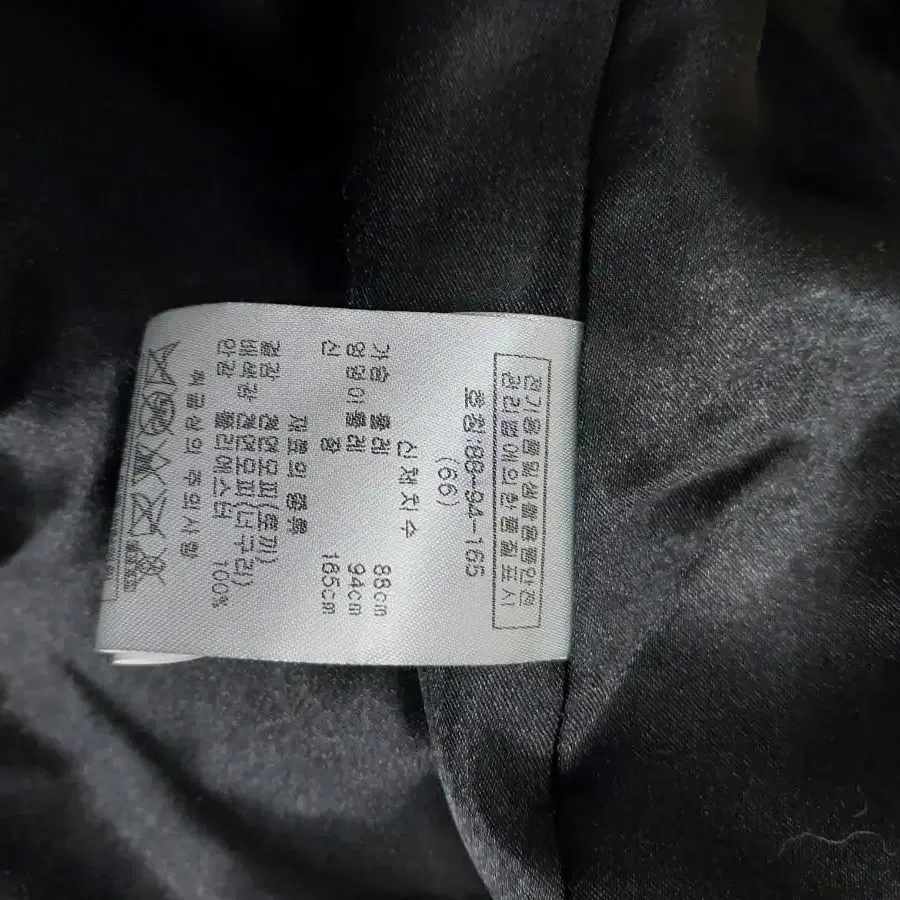 전기용품및생활용품안전
관리법에의한품질표시
호칭:88-94-165
(66)
신체치수
가슴 둘레 88cm
엉덩이 둘레 94cm
신 장 165cm
재료의 종류
겉감 천연모피(토끼)
배색감 천연모피(너구리)
안감 폴리에스터 100%
취급상의 주의사항